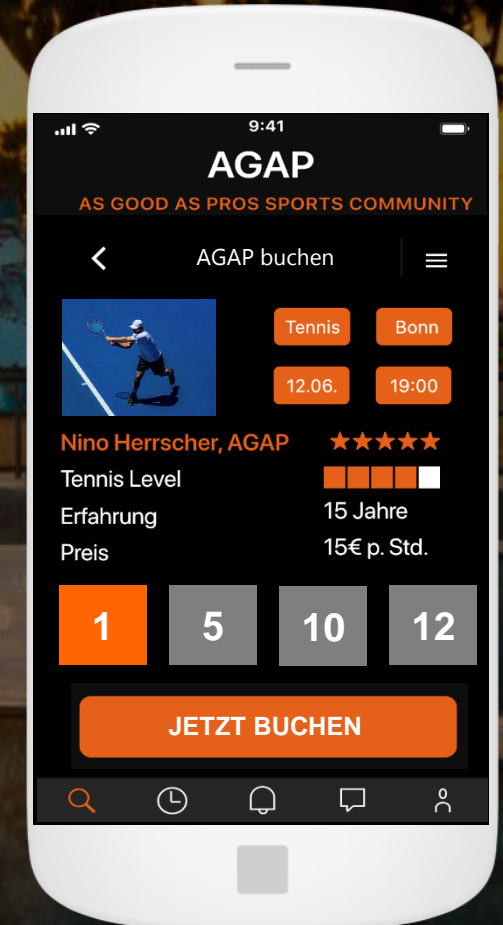 9:41
AGAP
AS GOOD AS PROS SPORTS COMMUNITY
AGAP buchen
Tennis Bonn
12.06. 19:00
Nino Herrscher, AGAP
Tennis Level
Erfahrung 15 Jahre
Preis 15€ p. Std.
1 5 10 12
JETZT BUCHEN